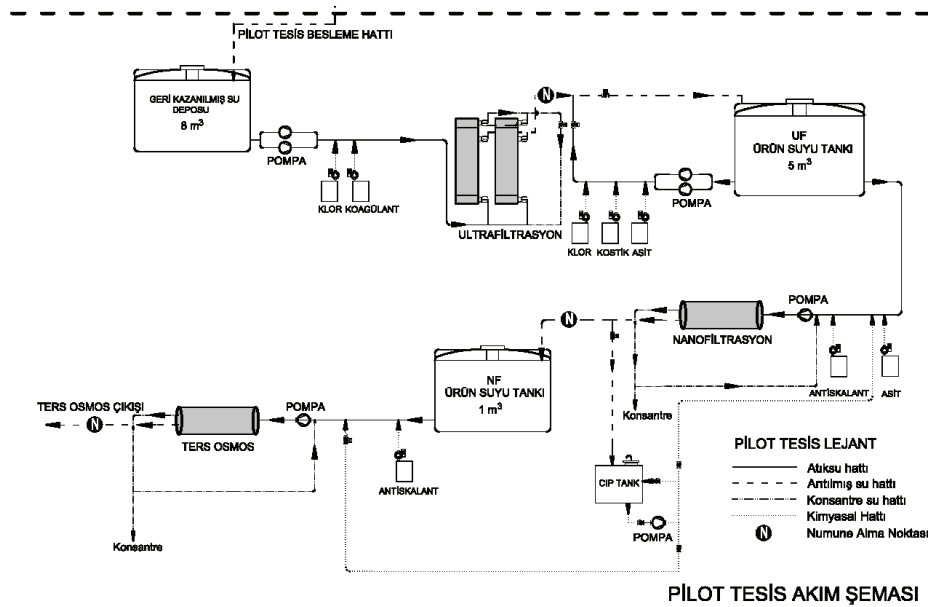 PİLOT TESİS BESLEME HATTI
GERİ KAZANILMIŞ SU
DEPOSU
8 m³
POMPA
KLOR KOAGÜLANT
ULTRAFİLTRASYON
N
UF
ÜRÜN SUYU TANKI
5 m³
POMPA
KLOR KOSTİK ASİT
POMPA
NANOFİLTRASYON
ANTİSKALANT ASİT
Konsantre
N
NF
ÜRÜN SUYU TANKI
1 m³
TERS OSMOS ÇIKIŞI
N
TERS OSMOS
POMPA
ANTİSKALANT
Konsantre
CIP TANK
POMPA
PİLOT TESİS LEJANT
Atıksu hattı
Arıtılmış su hattı
Konsantre su hattı
Kimyasal Hattı
N Numune Alma Noktası
PİLOT TESİS AKIM ŞEMASI